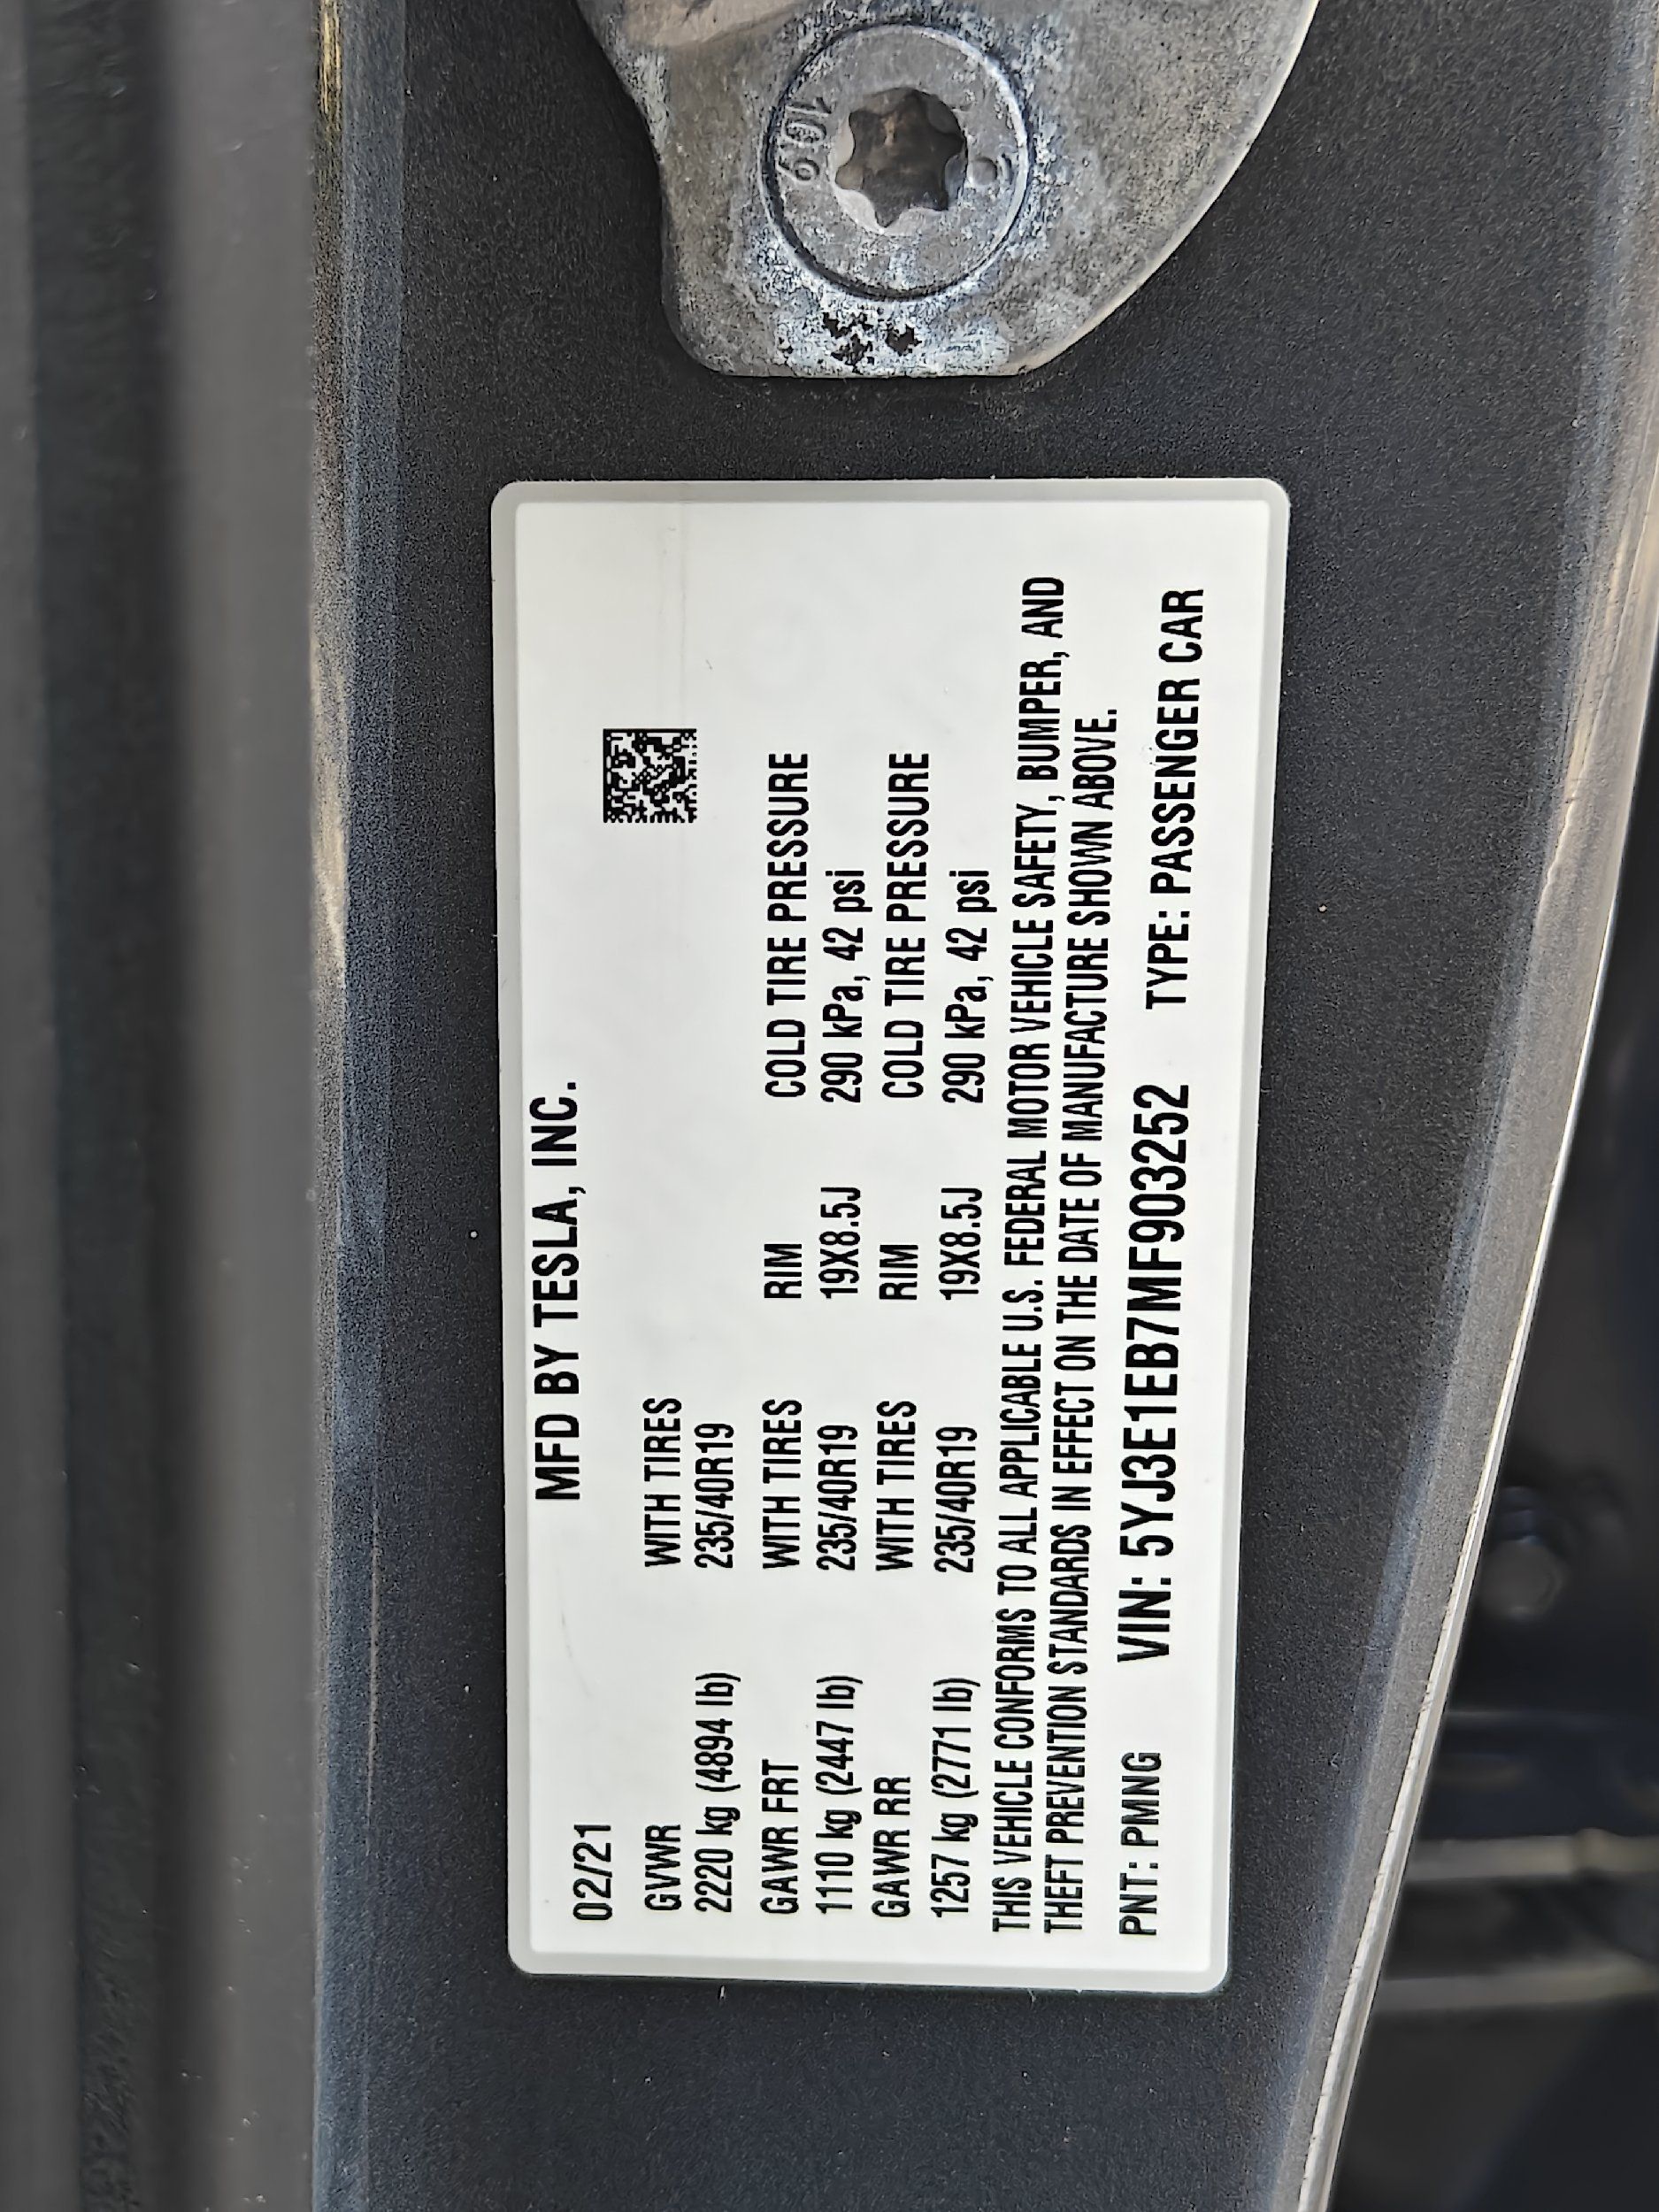 10.9
MFD BY TESLA, INC.
02/21
GVWR WITH TIRES
2220 kg (4894 lb) 235/40R19
GAWR FRT WITH TIRES RIM COLD TIRE PRESSURE
1110 kg (2447 lb) 235/40R19 19X8.5J 290 kPa, 42 psi
GAWR RR WITH TIRES RIM COLD TIRE PRESSURE
1257 kg (2771 lb) 235/40R19 19X8.5J 290 kPa, 42 psi
THIS VEHICLE CONFORMS TO ALL APPLICABLE U.S. FEDERAL MOTOR VEHICLE SAFETY, BUMPER, AND
THEFT PREVENTION STANDARDS IN EFFECT ON THE DATE OF MANUFACTURE SHOWN ABOVE.
PNT: PMNG VIN: 5YJ3E1EB7MF903252 TYPE: PASSENGER CAR